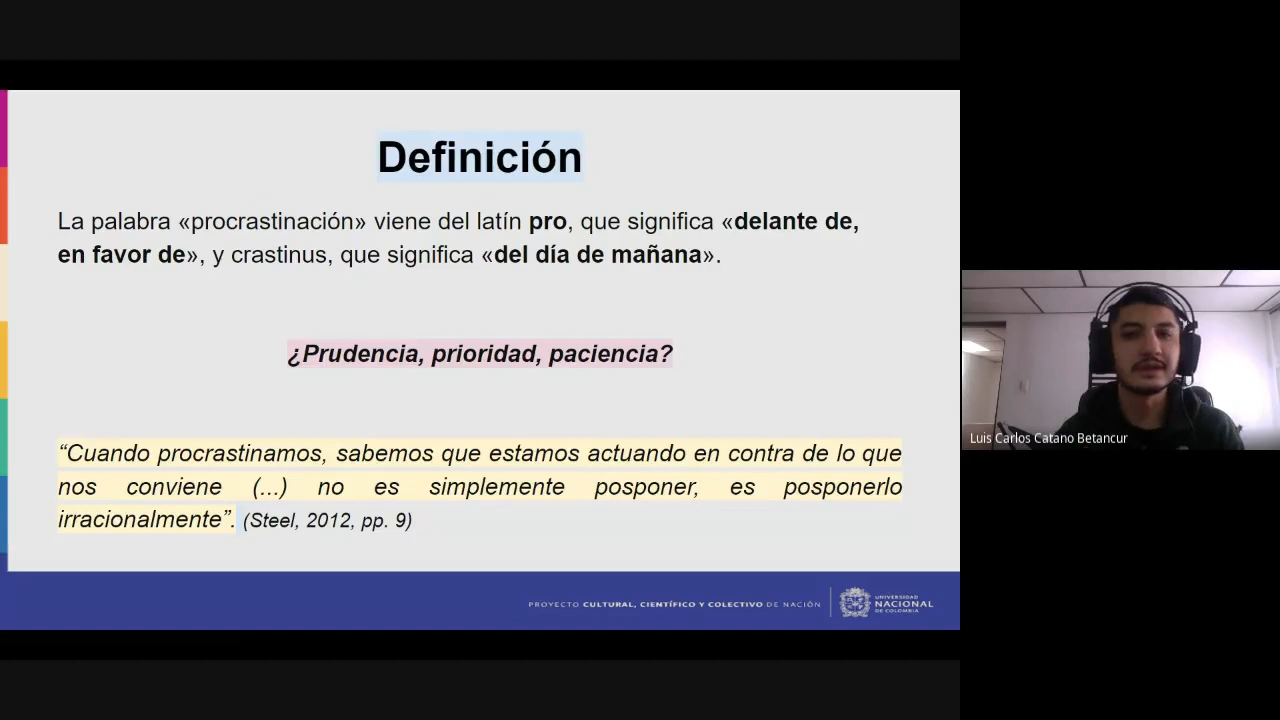 Definición
La palabra «procrastinación» viene del latín pro, que significa «delante de,
en favor de», y crastinus, que significa «del día de mañana».
¿Prudencia, prioridad, paciencia?
“Cuando procrastinamos, sabemos que estamos actuando en contra de lo que
nos conviene (...) no es simplemente posponer, es posponerlo
irracionalmente”. (Steel, 2012, pp. 9)
PROYECTO CULTURAL, CIENTÍFICO Y COLECTIVO DE NACIÓN
UNIVERSIDAD
NACIONAL
DE COLOMBIA
Luis Carlos Catano Betancur